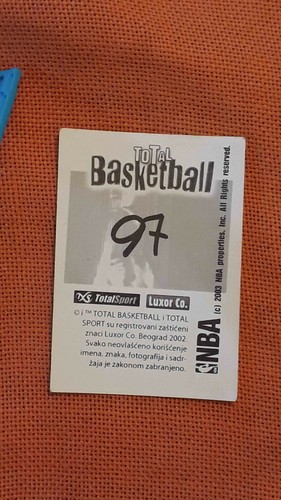 TOTAL
Basketball
97
TXS TotalSport
Luxor Co.
© i ™ TOTAL BASKETBALL i TOTAL
SPORT su registrovani zaštićeni
znaci Luxor Co. Beograd 2002
Svako neovlašćeno korišćenje
imena, znaka, fotografija i sadr-
žaja je zakonom zabranjeno.
NBA (c) 2003 NBA properties, Inc. All Rights reserved.